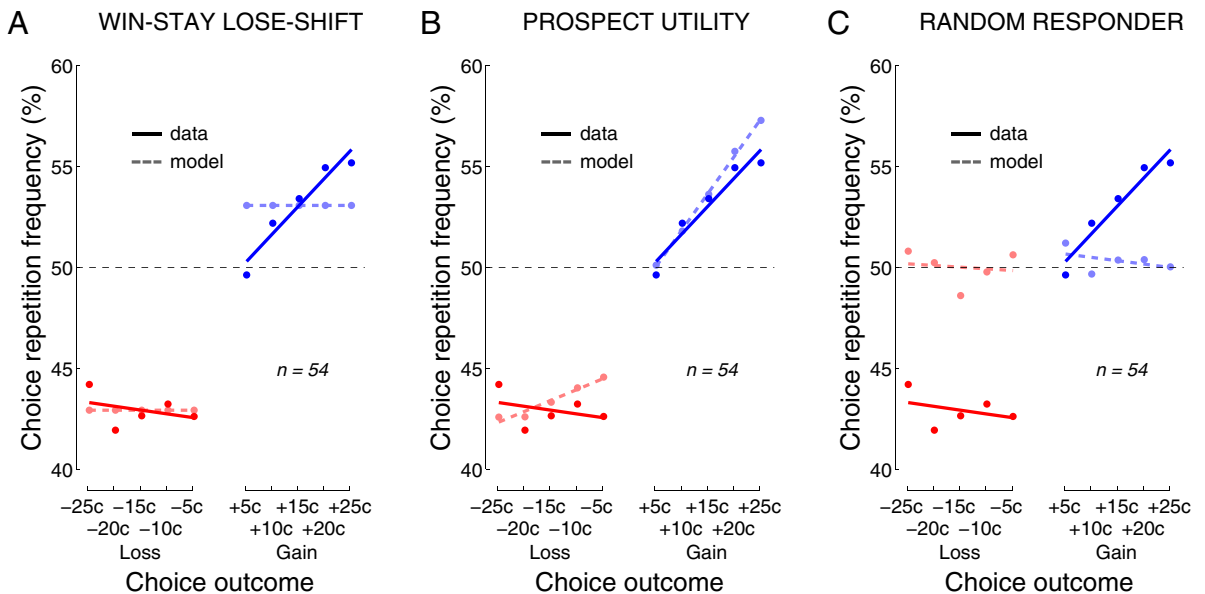 A WIN-STAY LOSE-SHIFT
Choice repetition frequency (%)
60
55
50
45
40
data
model
n = 54
−25c −15c −5c +5c +15c +25c
−20c −10c +10c +20c
Loss Gain
Choice outcome
B PROSPECT UTILITY
Choice repetition frequency (%)
60
55
50
45
40
data
model
n = 54
−25c −15c −5c +5c +15c +25c
−20c −10c +10c +20c
Loss Gain
Choice outcome
C RANDOM RESPONDER
Choice repetition frequency (%)
60
55
50
45
40
data
model
n = 54
−25c −15c −5c +5c +15c +25c
−20c −10c +10c +20c
Loss Gain
Choice outcome